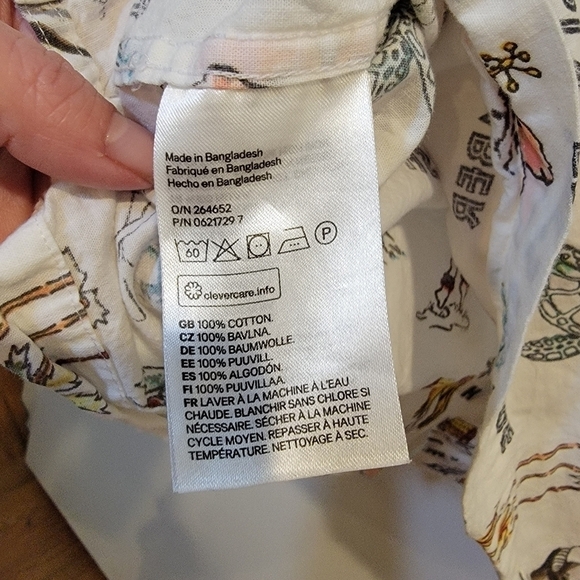 Made in Bangladesh
Fabriqué en Bangladesh
Hecho en Bangladesh
O/N 264652
P/N 0621729 7
60 P
clevercare.info
GB 100% COTTON.
CZ 100% BAVLNA.
DE 100% BAUMWOLLE.
EE 100% PUUVILL.
ES 100% ALGODÓN.
FI 100% PUUVILLAA.
FR LAVER À LA MACHINE À L'EAU
CHAUDE. BLANCHIR SANS CHLORE SI
NÉCESSAIRE. SÉCHER À LA MACHINE
CYCLE MOYEN. REPASSER À HAUTE
TEMPÉRATURE. NETTOYAGE À SEC.